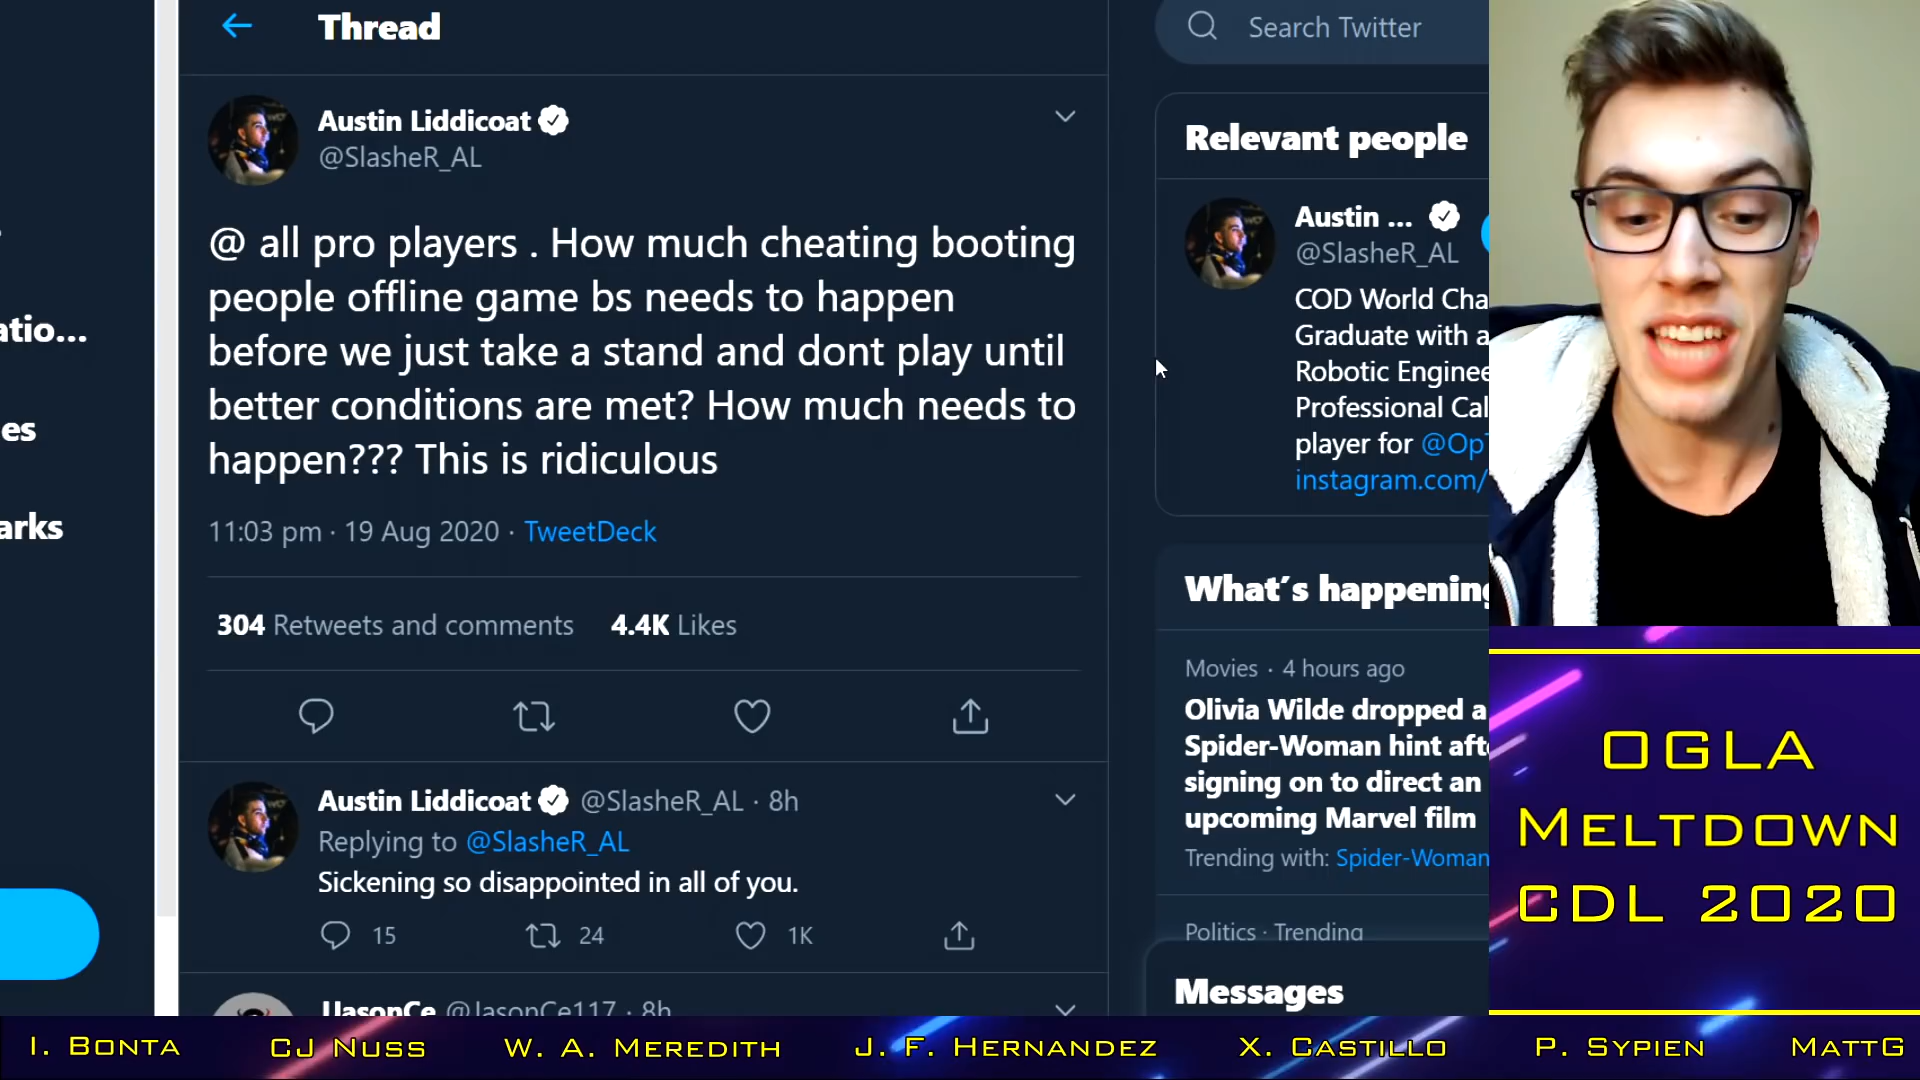 Thread
Search Twitter
Austin Liddicoat
@SlasheR_AL
@ all pro players . How much cheating booting
people offline game bs needs to happen
before we just take a stand and dont play until
better conditions are met? How much needs to
happen??? This is ridiculous
11:03 pm · 19 Aug 2020 · TweetDeck
304 Retweets and comments 4.4K Likes
Austin Liddicoat @SlasheR_AL · 8h
Replying to @SlasheR_AL
Sickening so disappointed in all of you.
15 24 1K
JJasonCe @JasonCe117 · 8h
atio...
es
arks
Relevant people
Austin ...
@SlasheR_AL
COD World Cha
Graduate with a
Robotic Enginee
Professional Cal
player for @OpT
instagram.com/
What's happening
Movies · 4 hours ago
Olivia Wilde dropped a
Spider-Woman hint afte
signing on to direct an
upcoming Marvel film
Trending with: Spider-Woman
Politics · Trending
Messages
OGLA
MELTDOWN
CDL 2020
I. BONTA CJ NUSS W. A. MEREDITH J. F. HERNANDEZ X. CASTILLO P. SYPIEN MATTG